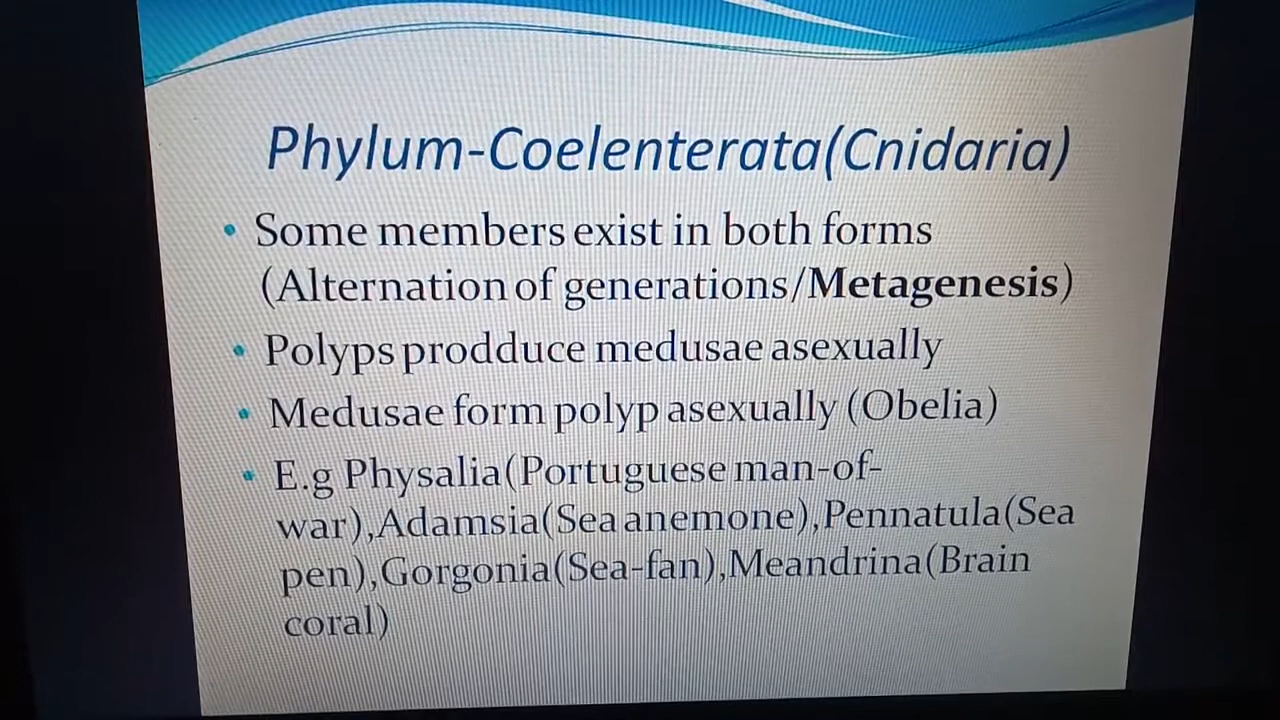 Phylum-Coelenterata(Cnidaria)
• Some members exist in both forms
(Alternation of generations/Metagenesis)
• Polyps prodduce medusae asexually
• Medusae form polyp asexually (Obelia)
• E.g Physalia(Portuguese man-of-
war),Adamsia(Sea anemone),Pennatula(Sea
pen),Gorgonia(Sea-fan),Meandrina(Brain
coral)